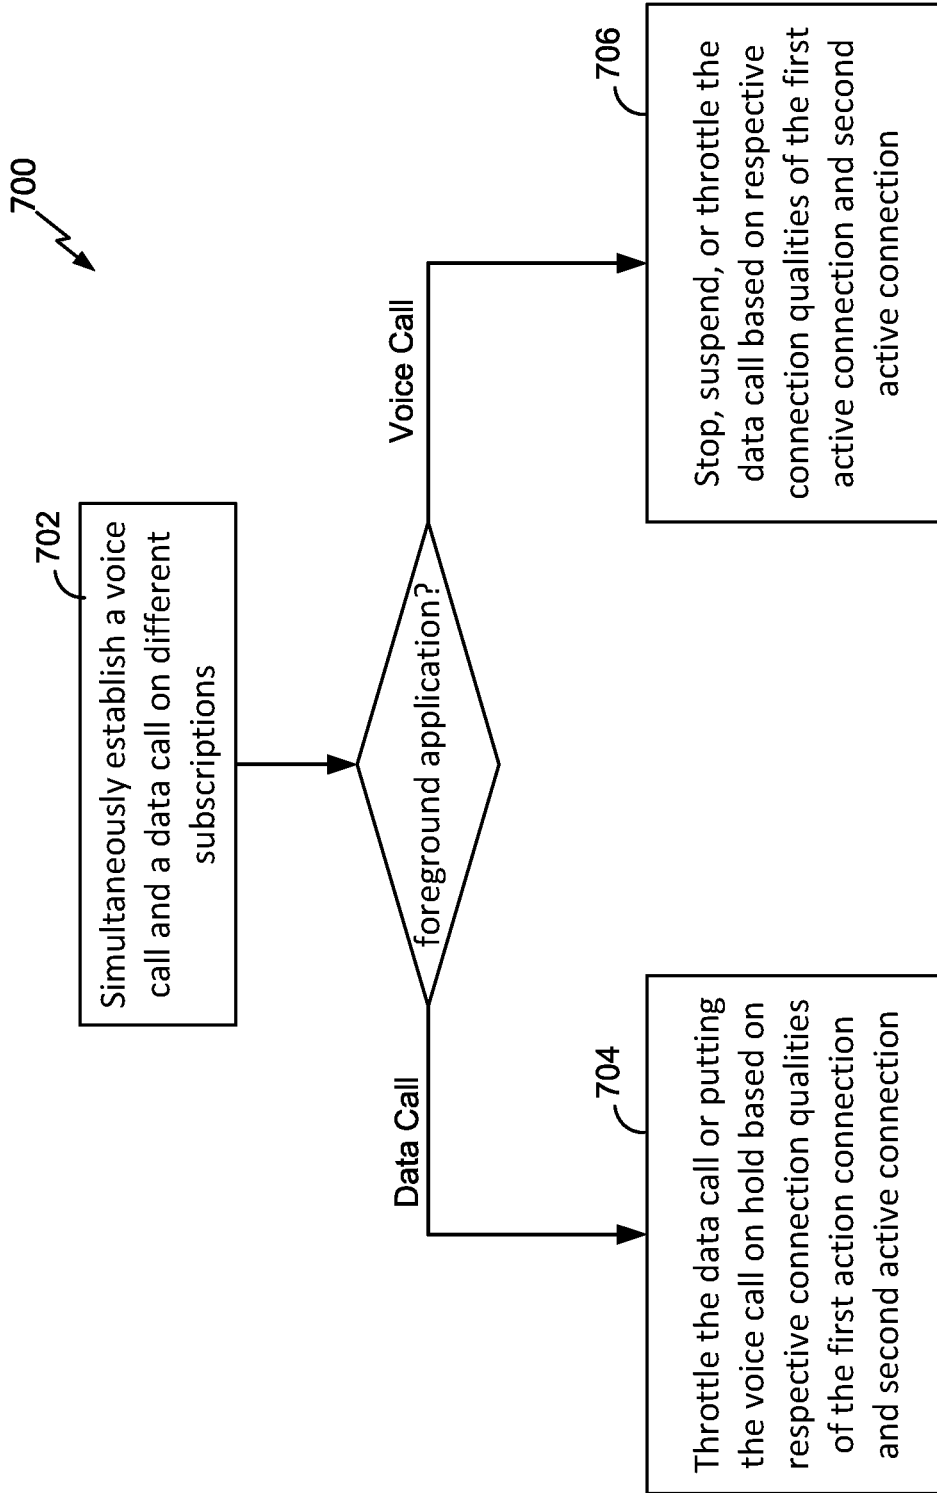 700
702
Simultaneously establish a voice
call and a data call on different
subscriptions
foreground application?
Data Call
Voice Call
704
Throttle the data call or putting
the voice call on hold based on
respective connection qualities
of the first action connection
and second active connection
706
Stop, suspend, or throttle the
data call based on respective
connection qualities of the first
active connection and second
active connection